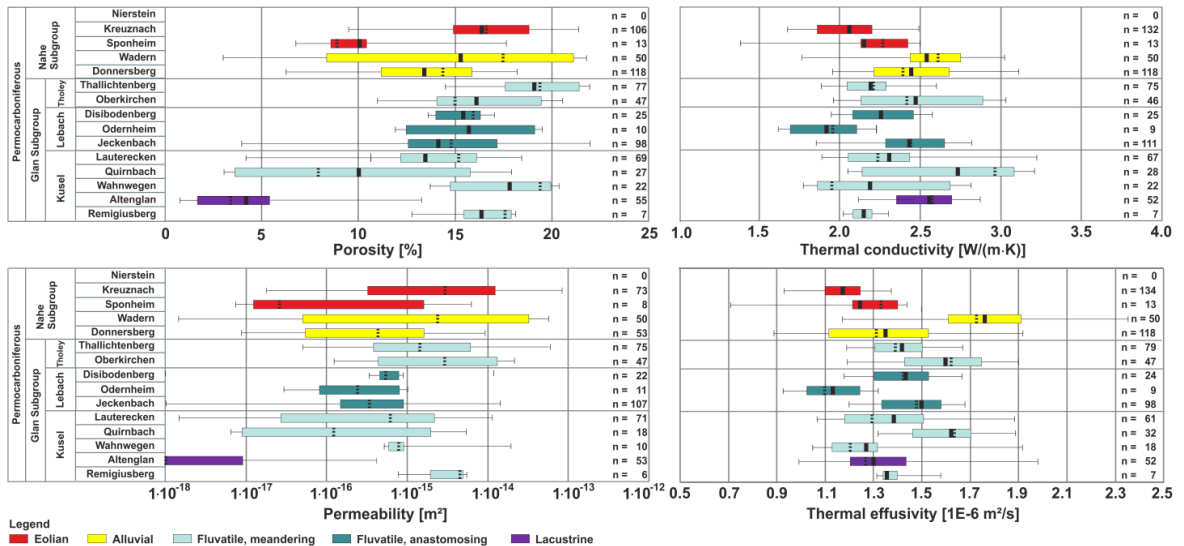 Permocarboniferous
Nahe Subgroup
Glan Subgroup
Tholey
Lebach
Kusel
Nierstein n = 0
Kreuznach n = 106
Sponheim n = 13
Wadern n = 50
Donnersberg n = 118
Thallichtenberg n = 77
Oberkirchen n = 47
Disibodenberg n = 25
Odernheim n = 10
Jeckenbach n = 98
Lauterecken n = 69
Quirnbach n = 27
Wahnwegen n = 22
Altenglan n = 55
Remigiusberg n = 7
0 5 10 15 20 25
Porosity [%]
n = 0
n = 132
n = 13
n = 50
n = 118
n = 75
n = 46
n = 25
n = 9
n = 111
n = 67
n = 28
n = 22
n = 52
n = 7
1.0 1.5 2.0 2.5 3.0 3.5 4.0
Thermal conductivity [W/(m·K)]
Permocarboniferous
Nahe Subgroup
Glan Subgroup
Tholey
Lebach
Kusel
Nierstein n = 0
Kreuznach n = 73
Sponheim n = 8
Wadern n = 50
Donnersberg n = 53
Thallichtenberg n = 75
Oberkirchen n = 47
Disibodenberg n = 22
Odernheim n = 11
Jeckenbach n = 107
Lauterecken n = 71
Quirnbach n = 18
Wahnwegen n = 10
Altenglan n = 53
Remigiusberg n = 6
1·10-18 1·10-17 1·10-16 1·10-15 1·10-14 1·10-13 1·10-12
Permeability [m²]
n = 0
n = 134
n = 13
n = 50
n = 118
n = 79
n = 47
n = 24
n = 9
n = 98
n = 61
n = 32
n = 18
n = 52
n = 7
0.5 0.7 0.9 1.1 1.3 1.5 1.7 1.9 2.1 2.3 2.5
Thermal effusivity [1E-6 m²/s]
Legend
Eolian Alluvial Fluvatile, meandering Fluvatile, anastomosing Lacustrine